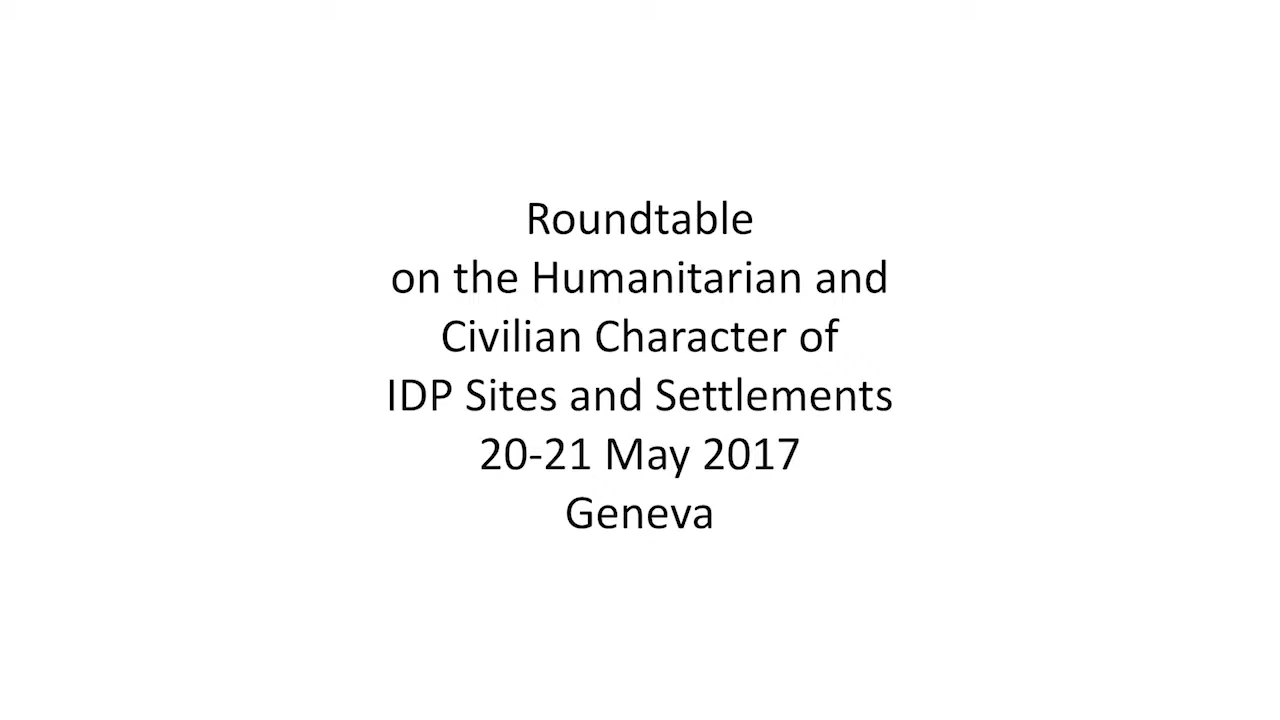 Roundtable
on the Humanitarian and
Civilian Character of
IDP Sites and Settlements
20-21 May 2017
Geneva